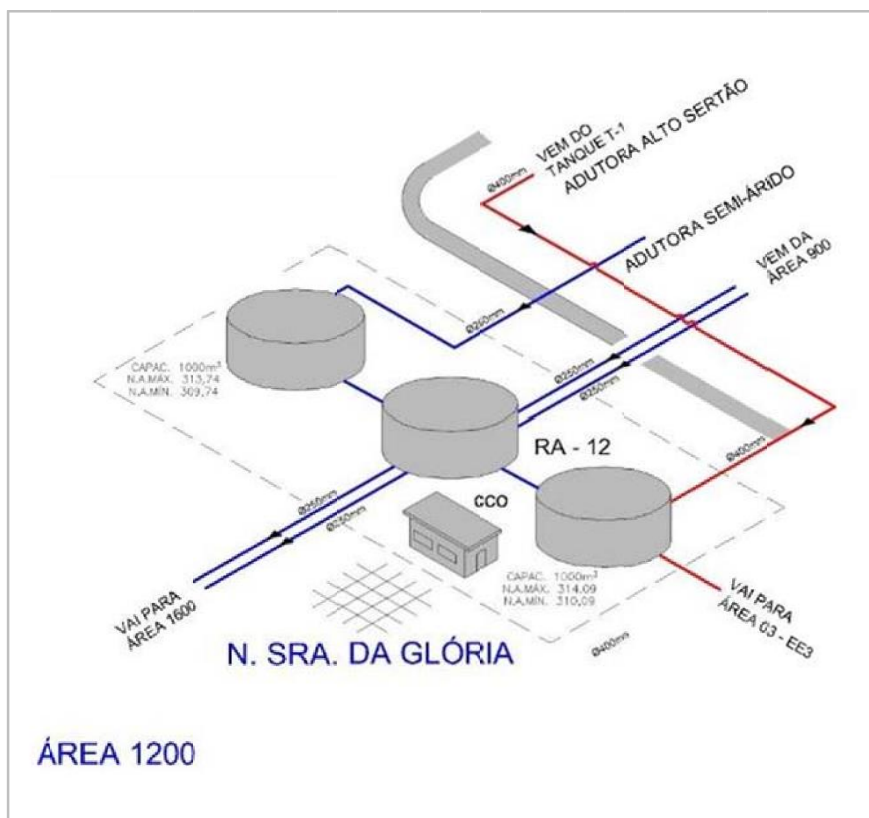 VEM DO
TANQUE T-1
ADUTORA ALTO SERTÃO
Ø400mm
ADUTORA SEMI-ÁRIDO
VEM DA
ÁREA 900
Ø250mm
Ø250mm
Ø250mm
CAPAC. 1000m³
N.A.MÁX. 313,74
N.A.MÍN. 309,74
RA - 12
Ø400mm
CCO
Ø250mm
Ø250mm
CAPAC. 1000m³
N.A.MÁX. 314,09
N.A.MÍN. 310,09
VAI PARA
ÁREA 1600
VAI PARA
ÁREA 03 - EE3
Ø400mm
N. SRA. DA GLÓRIA
ÁREA 1200